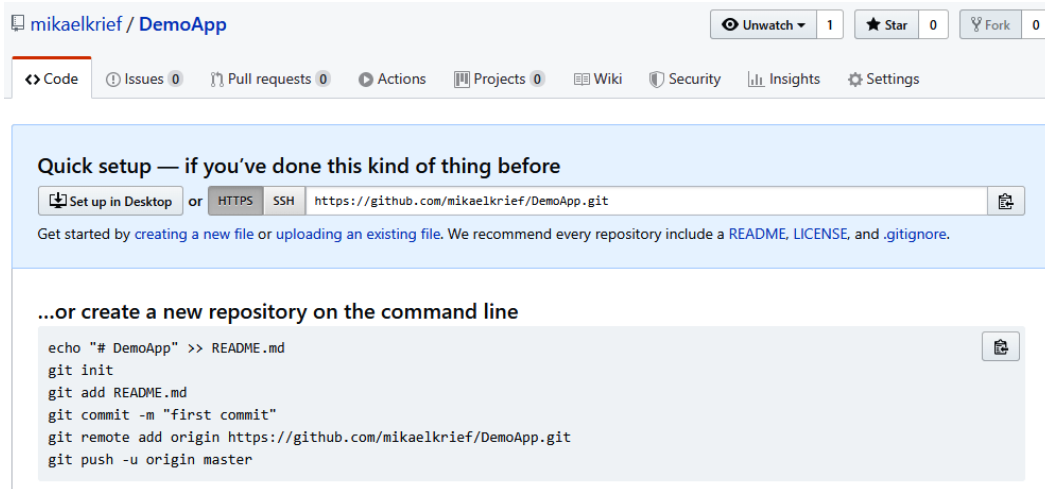 mikaelkrief / DemoApp
Unwatch 1 Star 0 Fork 0
Code Issues 0 Pull requests 0 Actions Projects 0 Wiki Security Insights Settings
Quick setup — if you've done this kind of thing before
Set up in Desktop or HTTPS SSH https://github.com/mikaelkrief/DemoApp.git
Get started by creating a new file or uploading an existing file. We recommend every repository include a README, LICENSE, and .gitignore.
...or create a new repository on the command line
echo "# DemoApp" >> README.md
git init
git add README.md
git commit -m "first commit"
git remote add origin https://github.com/mikaelkrief/DemoApp.git
git push -u origin master